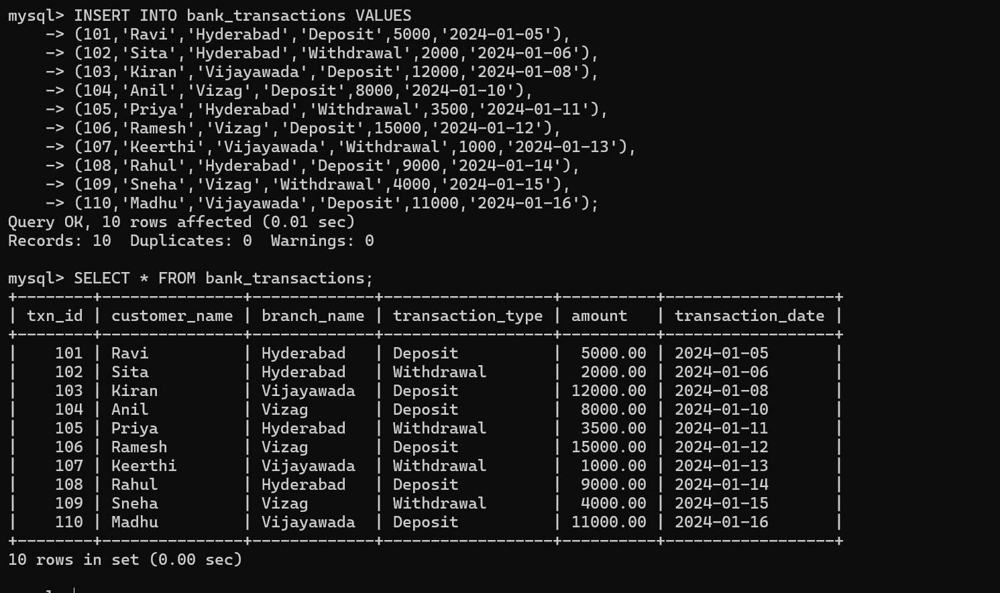 mysql> INSERT INTO bank_transactions VALUES
    -> (101,'Ravi','Hyderabad','Deposit',5000,'2024-01-05'),
    -> (102,'Sita','Hyderabad','Withdrawal',2000,'2024-01-06'),
    -> (103,'Kiran','Vijayawada','Deposit',12000,'2024-01-08'),
    -> (104,'Anil','Vizag','Deposit',8000,'2024-01-10'),
    -> (105,'Priya','Hyderabad','Withdrawal',3500,'2024-01-11'),
    -> (106,'Ramesh','Vizag','Deposit',15000,'2024-01-12'),
    -> (107,'Keerthi','Vijayawada','Withdrawal',1000,'2024-01-13'),
    -> (108,'Rahul','Hyderabad','Deposit',9000,'2024-01-14'),
    -> (109,'Sneha','Vizag','Withdrawal',4000,'2024-01-15'),
    -> (110,'Madhu','Vijayawada','Deposit',11000,'2024-01-16');
Query OK, 10 rows affected (0.01 sec)
Records: 10  Duplicates: 0  Warnings: 0

mysql> SELECT * FROM bank_transactions;
+--------+---------------+-------------+------------------+----------+------------------+
| txn_id | customer_name | branch_name | transaction_type | amount   | transaction_date |
+--------+---------------+-------------+------------------+----------+------------------+
|    101 | Ravi          | Hyderabad   | Deposit          |  5000.00 | 2024-01-05       |
|    102 | Sita          | Hyderabad   | Withdrawal       |  2000.00 | 2024-01-06       |
|    103 | Kiran         | Vijayawada  | Deposit          | 12000.00 | 2024-01-08       |
|    104 | Anil          | Vizag       | Deposit          |  8000.00 | 2024-01-10       |
|    105 | Priya         | Hyderabad   | Withdrawal       |  3500.00 | 2024-01-11       |
|    106 | Ramesh        | Vizag       | Deposit          | 15000.00 | 2024-01-12       |
|    107 | Keerthi       | Vijayawada  | Withdrawal       |  1000.00 | 2024-01-13       |
|    108 | Rahul         | Hyderabad   | Deposit          |  9000.00 | 2024-01-14       |
|    109 | Sneha         | Vizag       | Withdrawal       |  4000.00 | 2024-01-15       |
|    110 | Madhu         | Vijayawada  | Deposit          | 11000.00 | 2024-01-16       |
+--------+---------------+-------------+------------------+----------+------------------+
10 rows in set (0.00 sec)